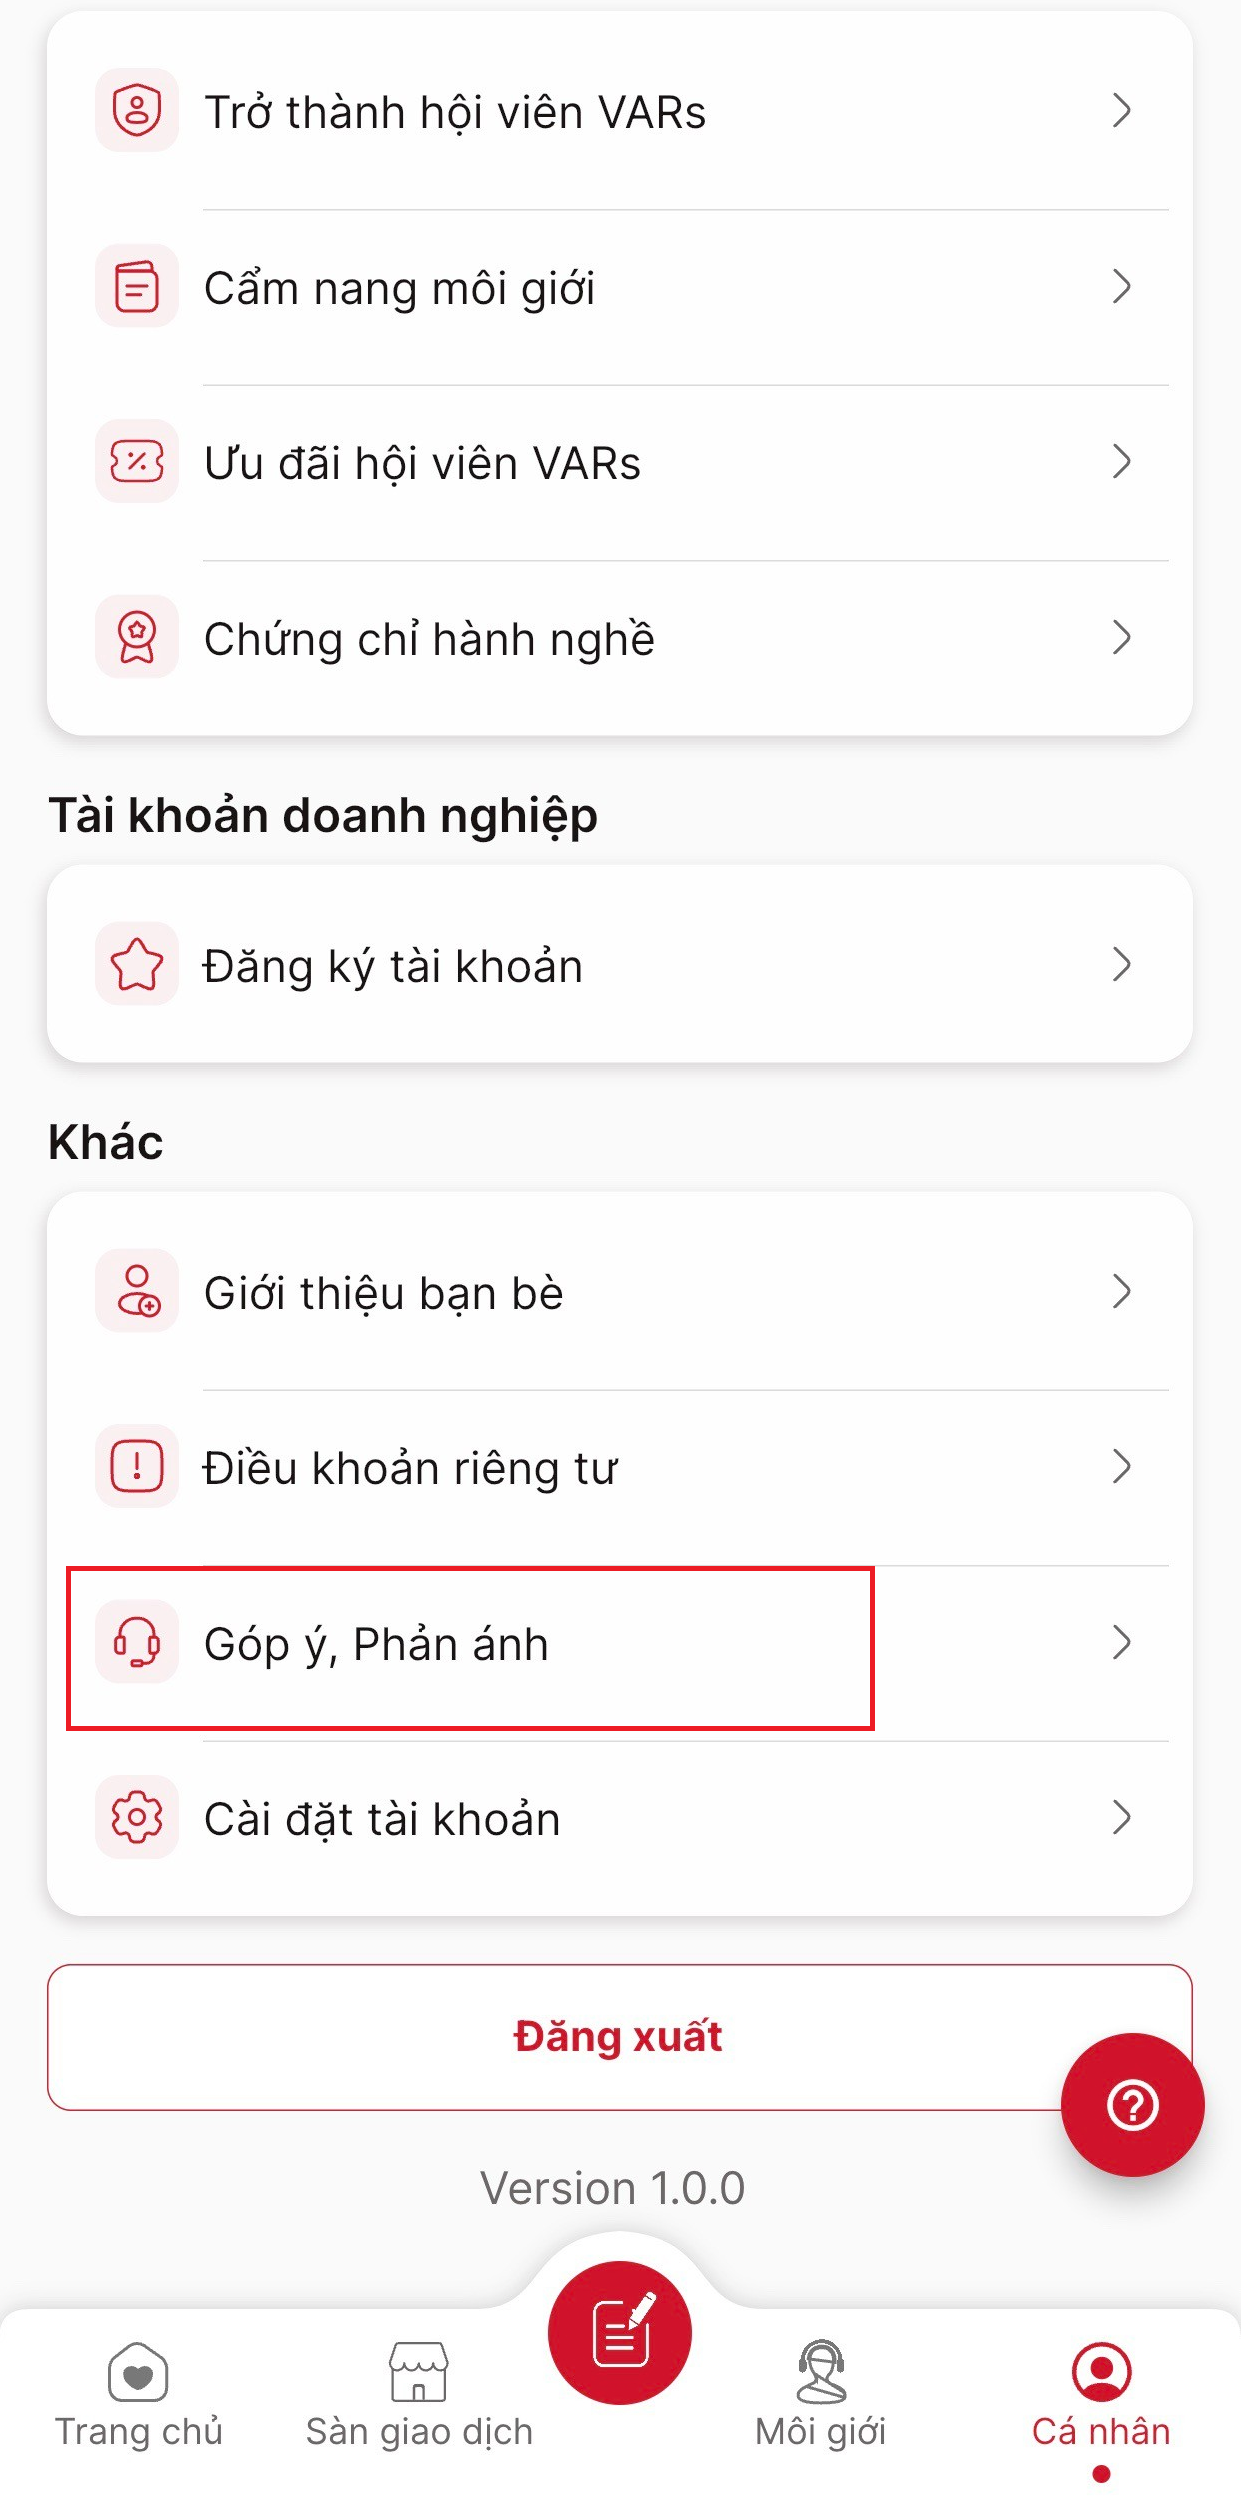 Trở thành hội viên VARs
Cẩm nang môi giới
Ưu đãi hội viên VARs
Chứng chỉ hành nghề
Tài khoản doanh nghiệp
Đăng ký tài khoản
Khác
Giới thiệu bạn bè
Điều khoản riêng tư
Góp ý, Phản ánh
Cài đặt tài khoản
Đăng xuất
Version 1.0.0
Trang chủ
Sàn giao dịch
Môi giới
Cá nhân